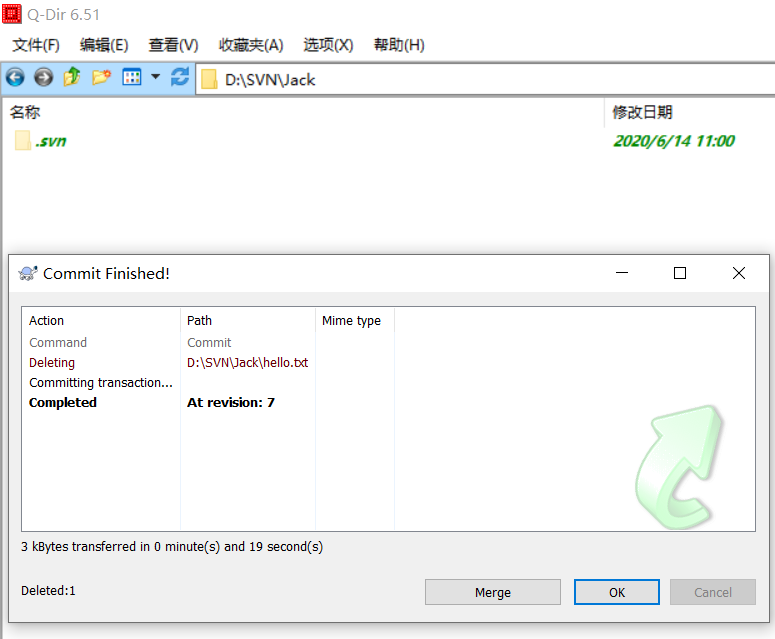 Q-Dir 6.51
文件(F) 编辑(E) 查看(V) 收藏夹(A) 选项(X) 帮助(H)
D:\SVN\Jack
名称 修改日期
.svn 2020/6/14 11:00
Commit Finished!
Action Path Mime type
Command Commit
Deleting D:\SVN\Jack\hello.txt
Committing transaction...
Completed At revision: 7
3 kBytes transferred in 0 minute(s) and 19 second(s)
Deleted:1
Merge OK Cancel